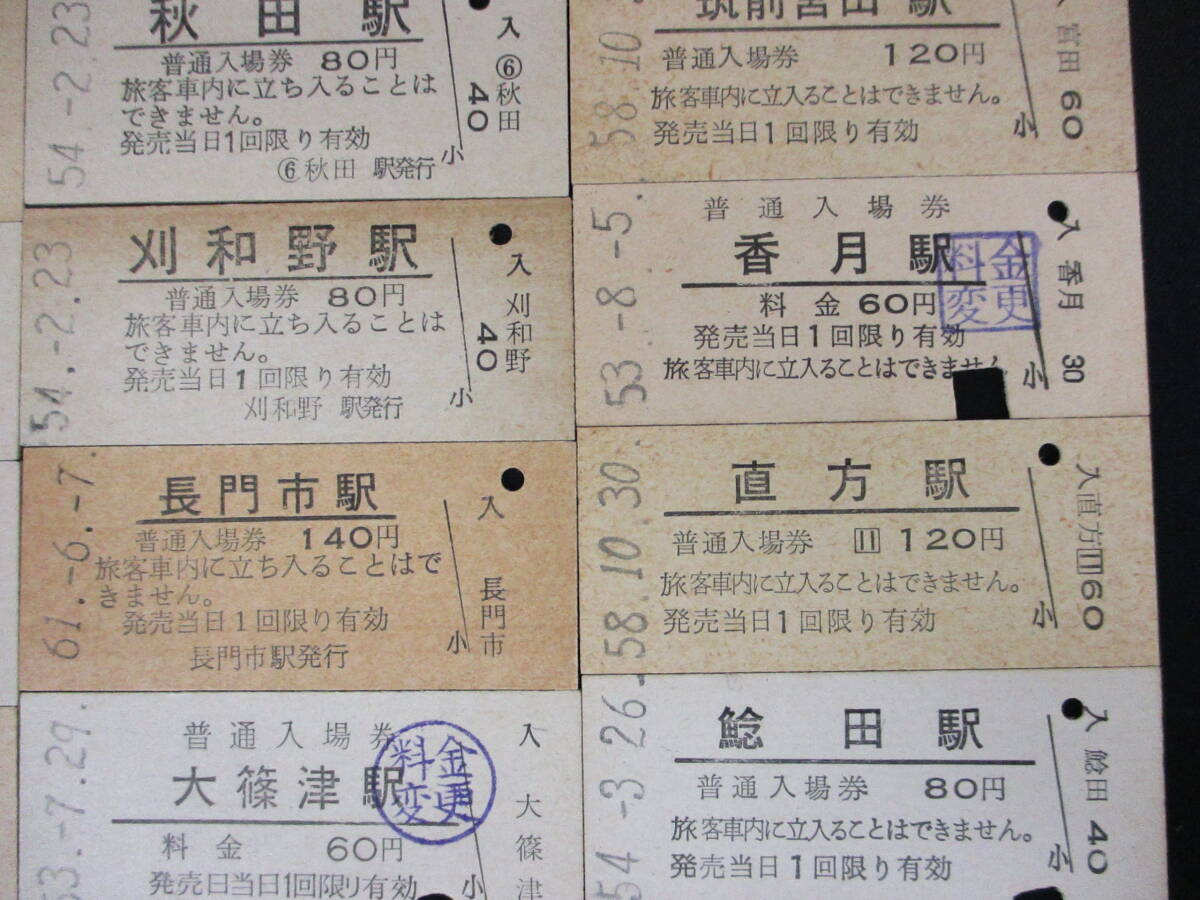 54.-2.23
秋田駅
普通入場券 80円
旅客車内に立ち入ることは
できません。
発売当日1回限り有効
⑥秋田 駅発行
小
入 ⑥秋田
40
54.-2.23
刈和野駅
普通入場券 80円
旅客車内に立ち入ることは
できません。
発売当日1回限り有効
刈和野 駅発行
小
入 刈和野
40
61.-6.-7.
長門市駅
普通入場券 140円
旅客車内に立ち入ることはで
きません。
発売当日1回限り有効
長門市駅発行
小
入 長門市
53.-7.29.
普通入場券
大篠津駅
料金 60円
発売日当日1回限り有効
料金変更
小
入 大篠津
58.10.
筑前宮田駅
普通入場券 120円
旅客車内に立入ることはできません。
発売当日1回限り有効
小
入 宮田 60
53.-8.-5.
普通入場券
香月駅
料金 60円
発売当日1回限り有効
旅客車内に立入ることはできません
料金変更
小
入 香月 30
58.10.30.
直方駅
普通入場券 □ 120円
旅客車内に立入ることはできません。
発売当日1回限り有効
小
入 直方 60
54.-3.26.
鯰田駅
普通入場券 80円
旅客車内に立入ることはできません。
発売当日1回限り有効
小
入 鯰田 40